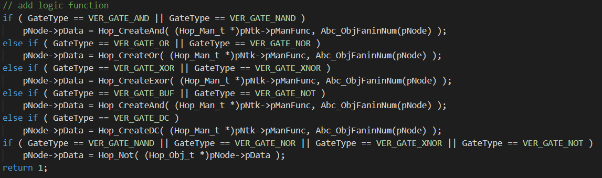 // add logic function
if ( GateType == VER_GATE_AND || GateType == VER_GATE_NAND )
pNode->pData = Hop_CreateAnd( (Hop_Man_t *)pNtk->pManFunc, Abc_ObjFaninNum(pNode) );
else if ( GateType == VER_GATE_OR || GateType == VER_GATE_NOR )
pNode->pData = Hop_CreateOr( (Hop_Man_t *)pNtk->pManFunc, Abc_ObjFaninNum(pNode) );
else if ( GateType == VER_GATE_XOR || GateType == VER_GATE_XNOR )
pNode->pData = Hop_CreateExor( (Hop_Man_t *)pNtk->pManFunc, Abc_ObjFaninNum(pNode) );
else if ( GateType == VER_GATE_BUF || GateType == VER_GATE_NOT )
pNode->pData = Hop_CreateAnd( (Hop_Man_t *)pNtk->pManFunc, Abc_ObjFaninNum(pNode) );
else if ( GateType == VER_GATE_DC )
pNode->pData = Hop_CreateDC( (Hop_Man_t *)pNtk->pManFunc, Abc_ObjFaninNum(pNode) );
if ( GateType == VER_GATE_NAND || GateType == VER_GATE_NOR || GateType == VER_GATE_XNOR || GateType == VER_GATE_NOT )
pNode->pData = Hop_Not( (Hop_Obj_t *)pNode->pData );
return 1;